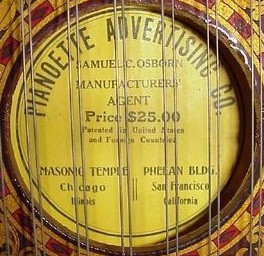 MANOETTE ADVERTISING CO.
SAMUEL C. OSBORN
MANUFACTURERS'
AGENT
Price $25.00
Patented in United States
and Foreign Countries
MASONIC TEMPLE PHELAN BLDG.
Chicago San Francisco
Illinois California